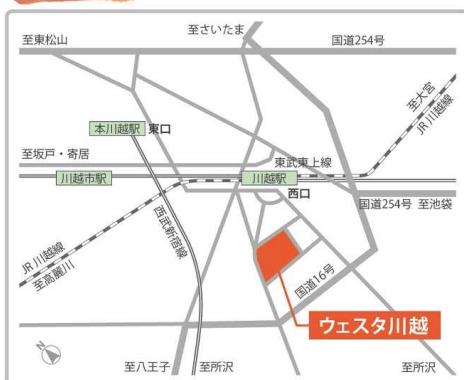 至さいたま
至東松山
国道254号
至大宮
JR川越線
本川越駅 東口
至坂戸・寄居
東武東上線
川越市駅
川越駅
西口
国道254号 至池袋
西武新宿線
JR川越線
至高麗川
国道16号
ウェスタ川越
N
至八王子
至所沢
至所沢